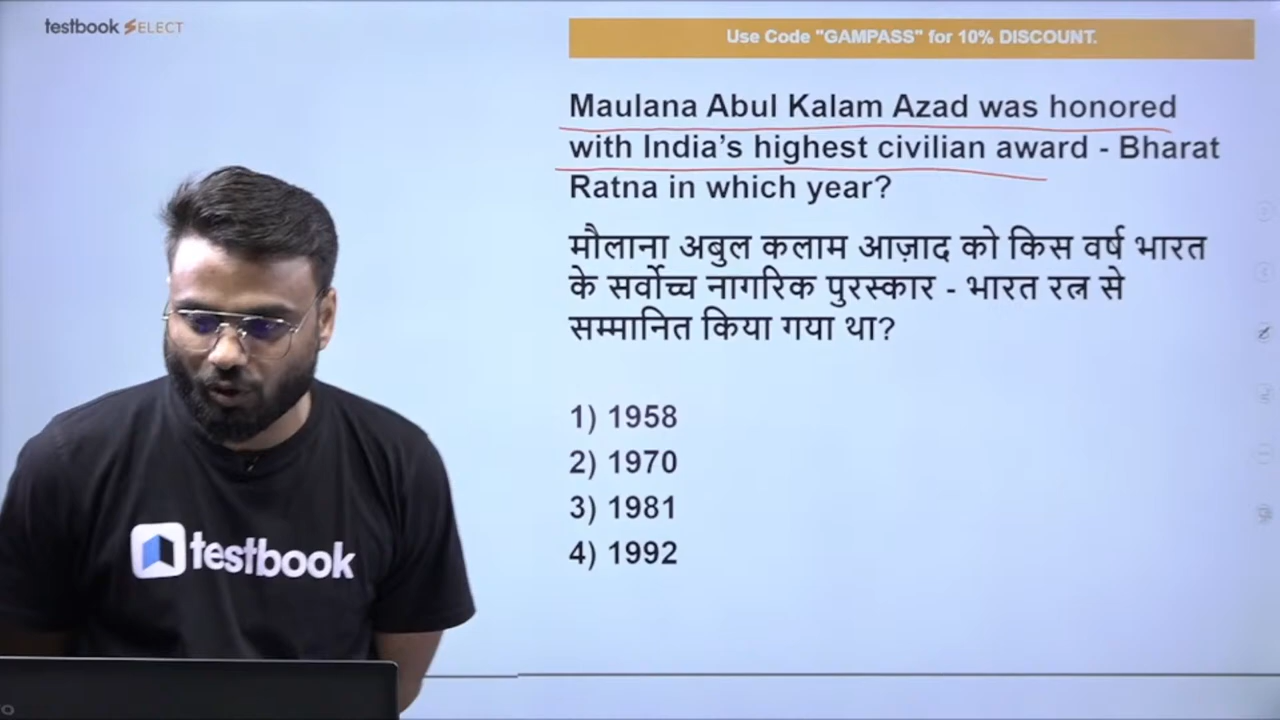 testbook SELECT
Use Code "GAMPASS" for 10% DISCOUNT.
Maulana Abul Kalam Azad was honored
with India's highest civilian award - Bharat
Ratna in which year?
मौलाना अबुल कलाम आज़ाद को किस वर्ष भारत
के सर्वोच्च नागरिक पुरस्कार - भारत रत्न से
सम्मानित किया गया था?
1) 1958
2) 1970
3) 1981
4) 1992
testbook